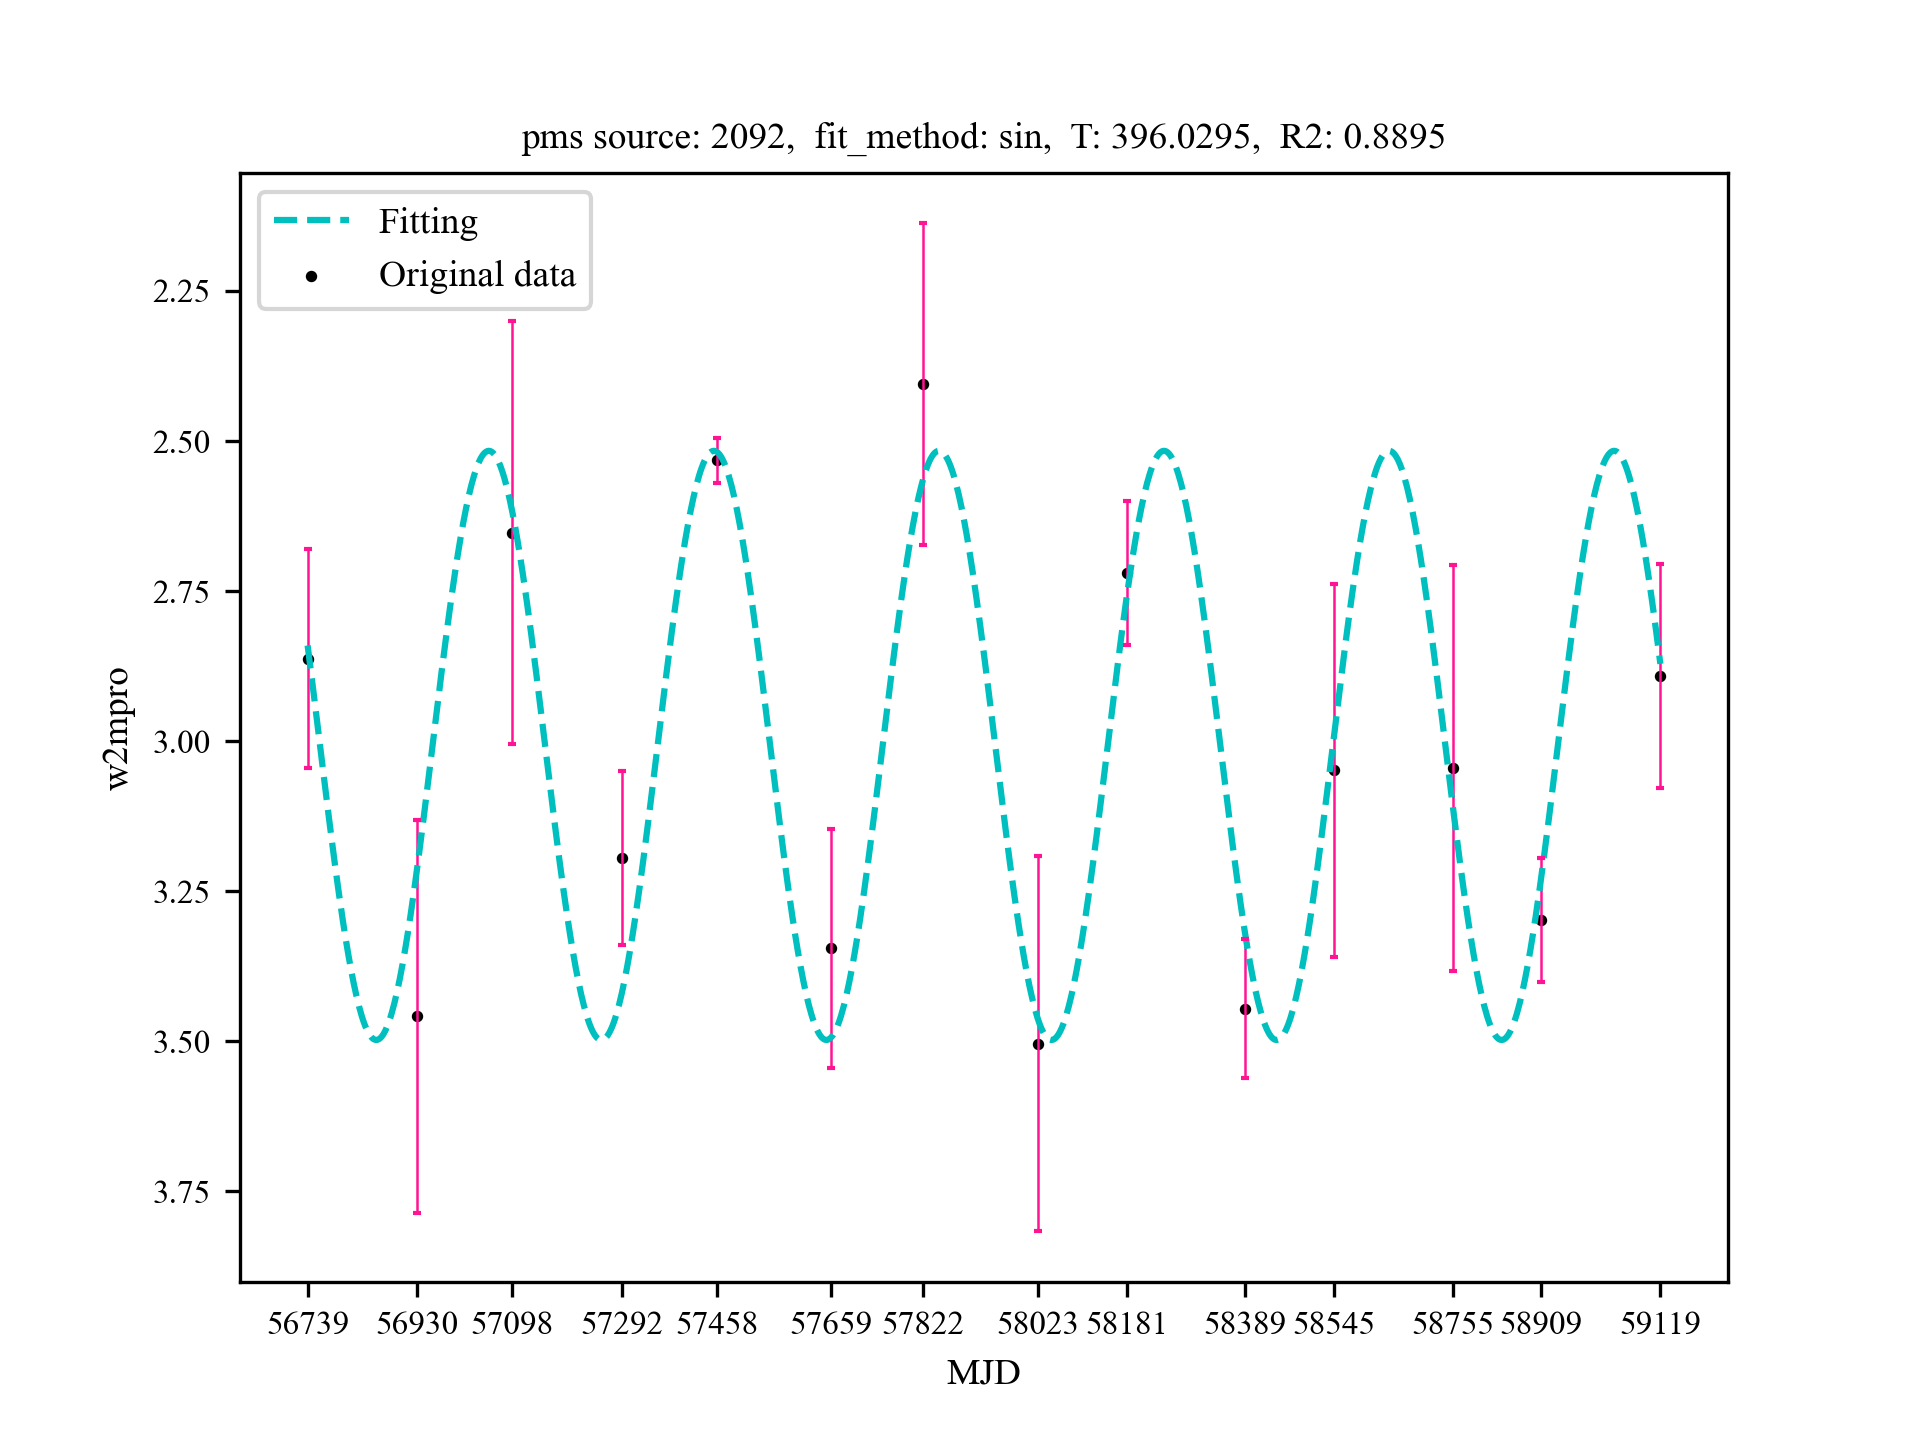 pms source: 2092,  fit_method: sin,  T: 396.0295,  R2: 0.8895
Fitting
Original data
2.25
2.50
2.75
3.00
3.25
3.50
3.75
w2mpro
56739 56930 57098 57292 57458 57659 57822 58023 58181 58389 58545 58755 58909 59119
MJD